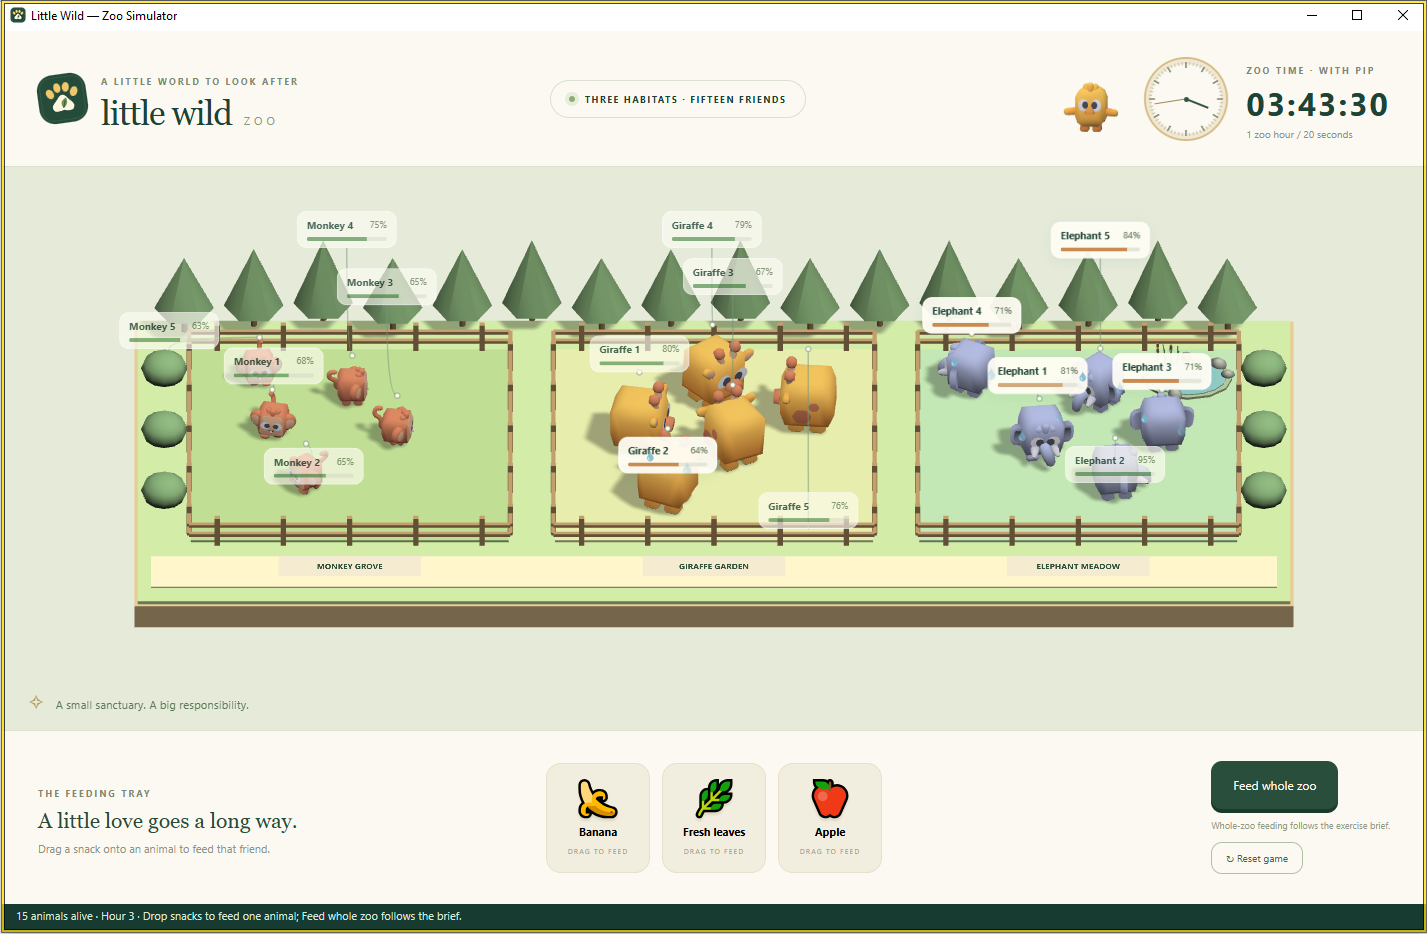 Little Wild — Zoo Simulator
A LITTLE WORLD TO LOOK AFTER
little wild ZOO
THREE HABITATS · FIFTEEN FRIENDS
ZOO TIME · WITH PIP
03:43:30
1 zoo hour / 20 seconds
Monkey 4 75%
Monkey 3 65%
Monkey 5 63%
Monkey 1 68%
Monkey 2 65%
Giraffe 4 79%
Giraffe 3 67%
Giraffe 1 80%
Giraffe 2 64%
Giraffe 5 76%
Elephant 5 84%
Elephant 4 71%
Elephant 1 81%
Elephant 3 71%
Elephant 2 95%
MONKEY GROVE
GIRAFFE GARDEN
ELEPHANT MEADOW
A small sanctuary. A big responsibility.
THE FEEDING TRAY
A little love goes a long way.
Drag a snack onto an animal to feed that friend.
Banana
DRAG TO FEED
Fresh leaves
DRAG TO FEED
Apple
DRAG TO FEED
Feed whole zoo
Whole-zoo feeding follows the exercise brief.
↻ Reset game
15 animals alive · Hour 3 · Drop snacks to feed one animal; Feed whole zoo follows the brief.